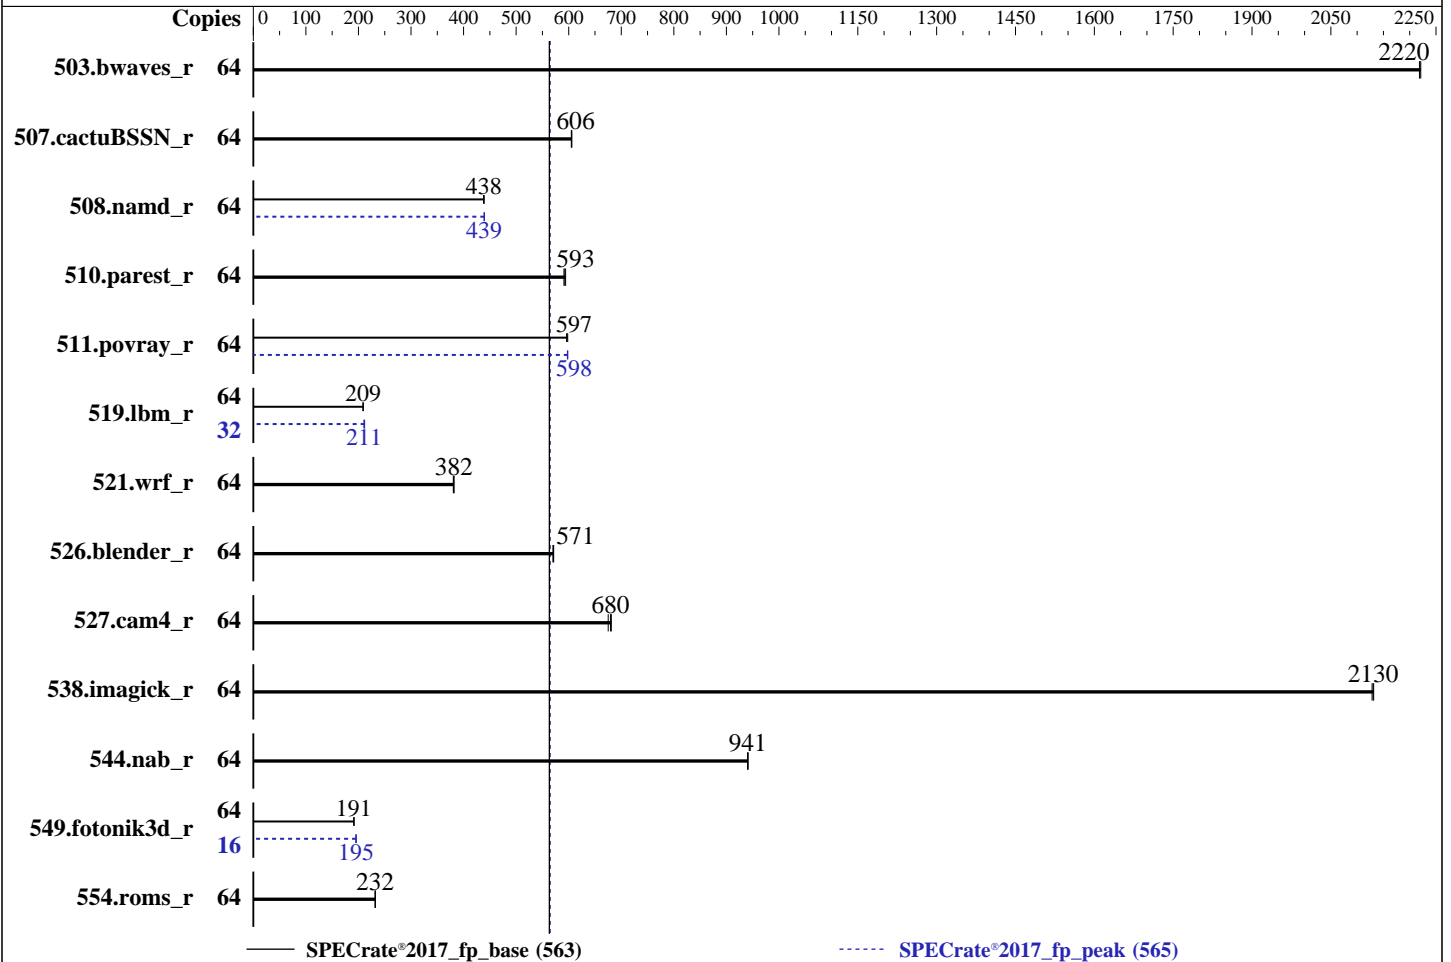 Copies 0 100 200 300 400 500 600 700 800 900 1000 1150 1300 1450 1600 1750 1900 2050 2250
503.bwaves_r 64 2220
507.cactuBSSN_r 64 606
508.namd_r 64 438
439
510.parest_r 64 593
511.povray_r 64 597
598
519.lbm_r 64 209
32 211
521.wrf_r 64 382
526.blender_r 64 571
527.cam4_r 64 680
538.imagick_r 64 2130
544.nab_r 64 941
549.fotonik3d_r 64 191
16 195
554.roms_r 64 232
SPECrate®2017_fp_base (563) SPECrate®2017_fp_peak (565)